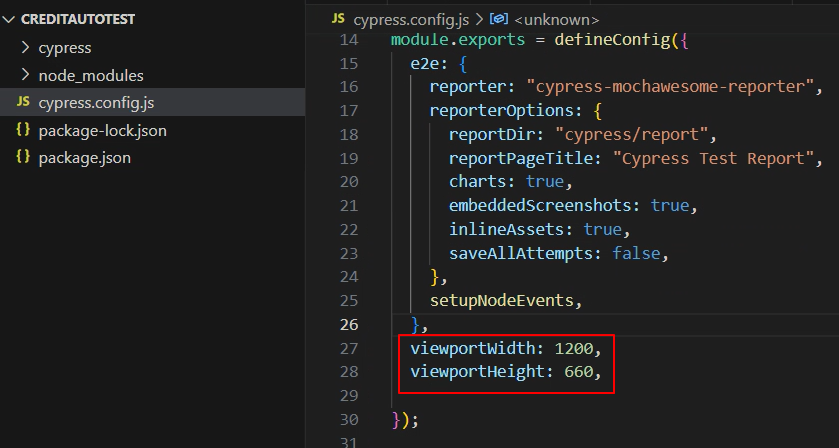 CREDITAUTOTEST
cypress
node_modules
JS cypress.config.js
{} package-lock.json
{} package.json
JS cypress.config.js > <unknown>
14 module.exports = defineConfig({
15 e2e: {
16 reporter: "cypress-mochawesome-reporter",
17 reporterOptions: {
18 reportDir: "cypress/report",
19 reportPageTitle: "Cypress Test Report",
20 charts: true,
21 embeddedScreenshots: true,
22 inlineAssets: true,
23 saveAllAttempts: false,
24 },
25 setupNodeEvents,
26 },
27 viewportWidth: 1200,
28 viewportHeight: 660,
29
30 });
31